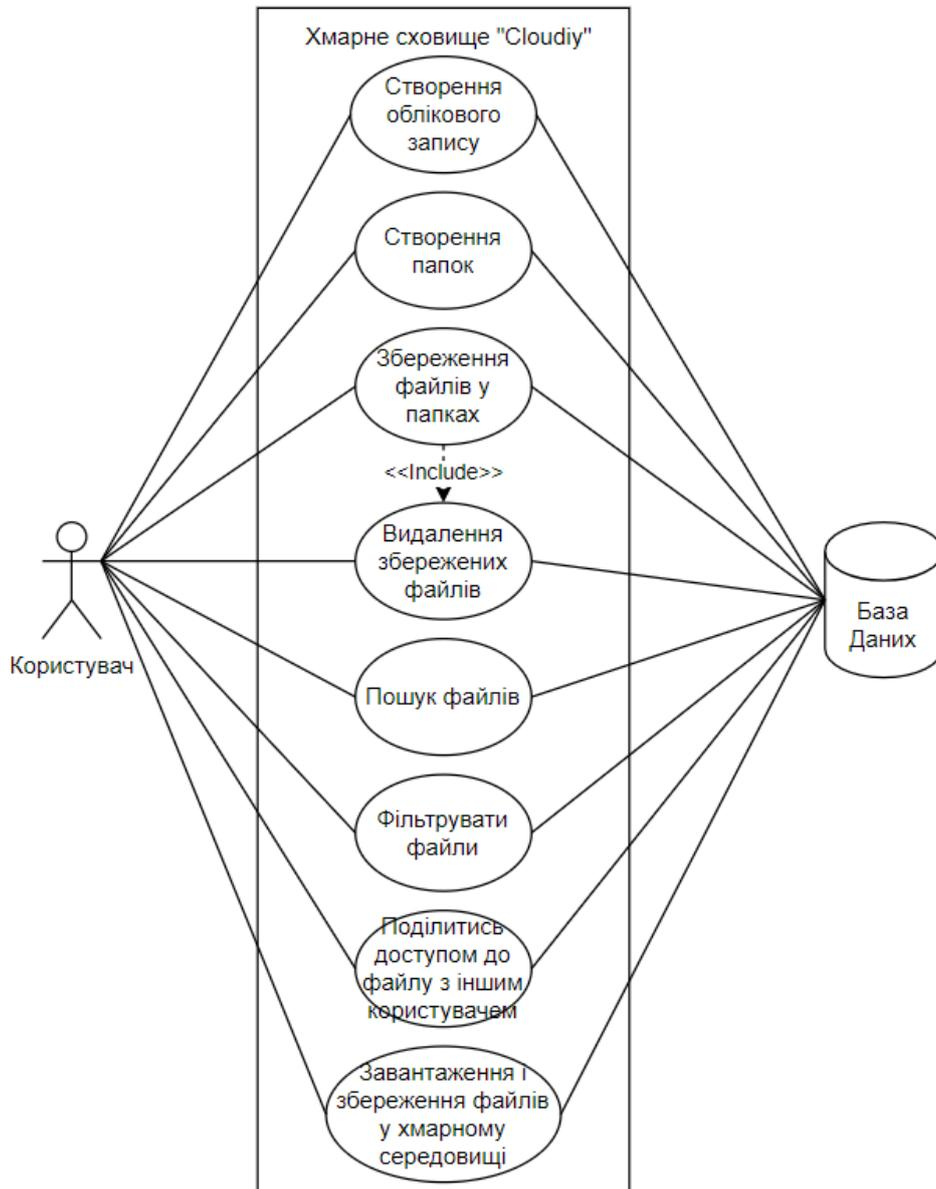 Хмарне сховище "Cloudiy"
Створення
облікового
запису
Створення
папок
Збереження
файлів у
папках
<<Include>>
Видалення
збережених
файлів
База
Даних
Користувач
Пошук файлів
Фільтрувати
файли
Поділитись
доступом до
файлу з іншим
користувачем
Завантаження і
збереження файлів
у хмарному
середовищі